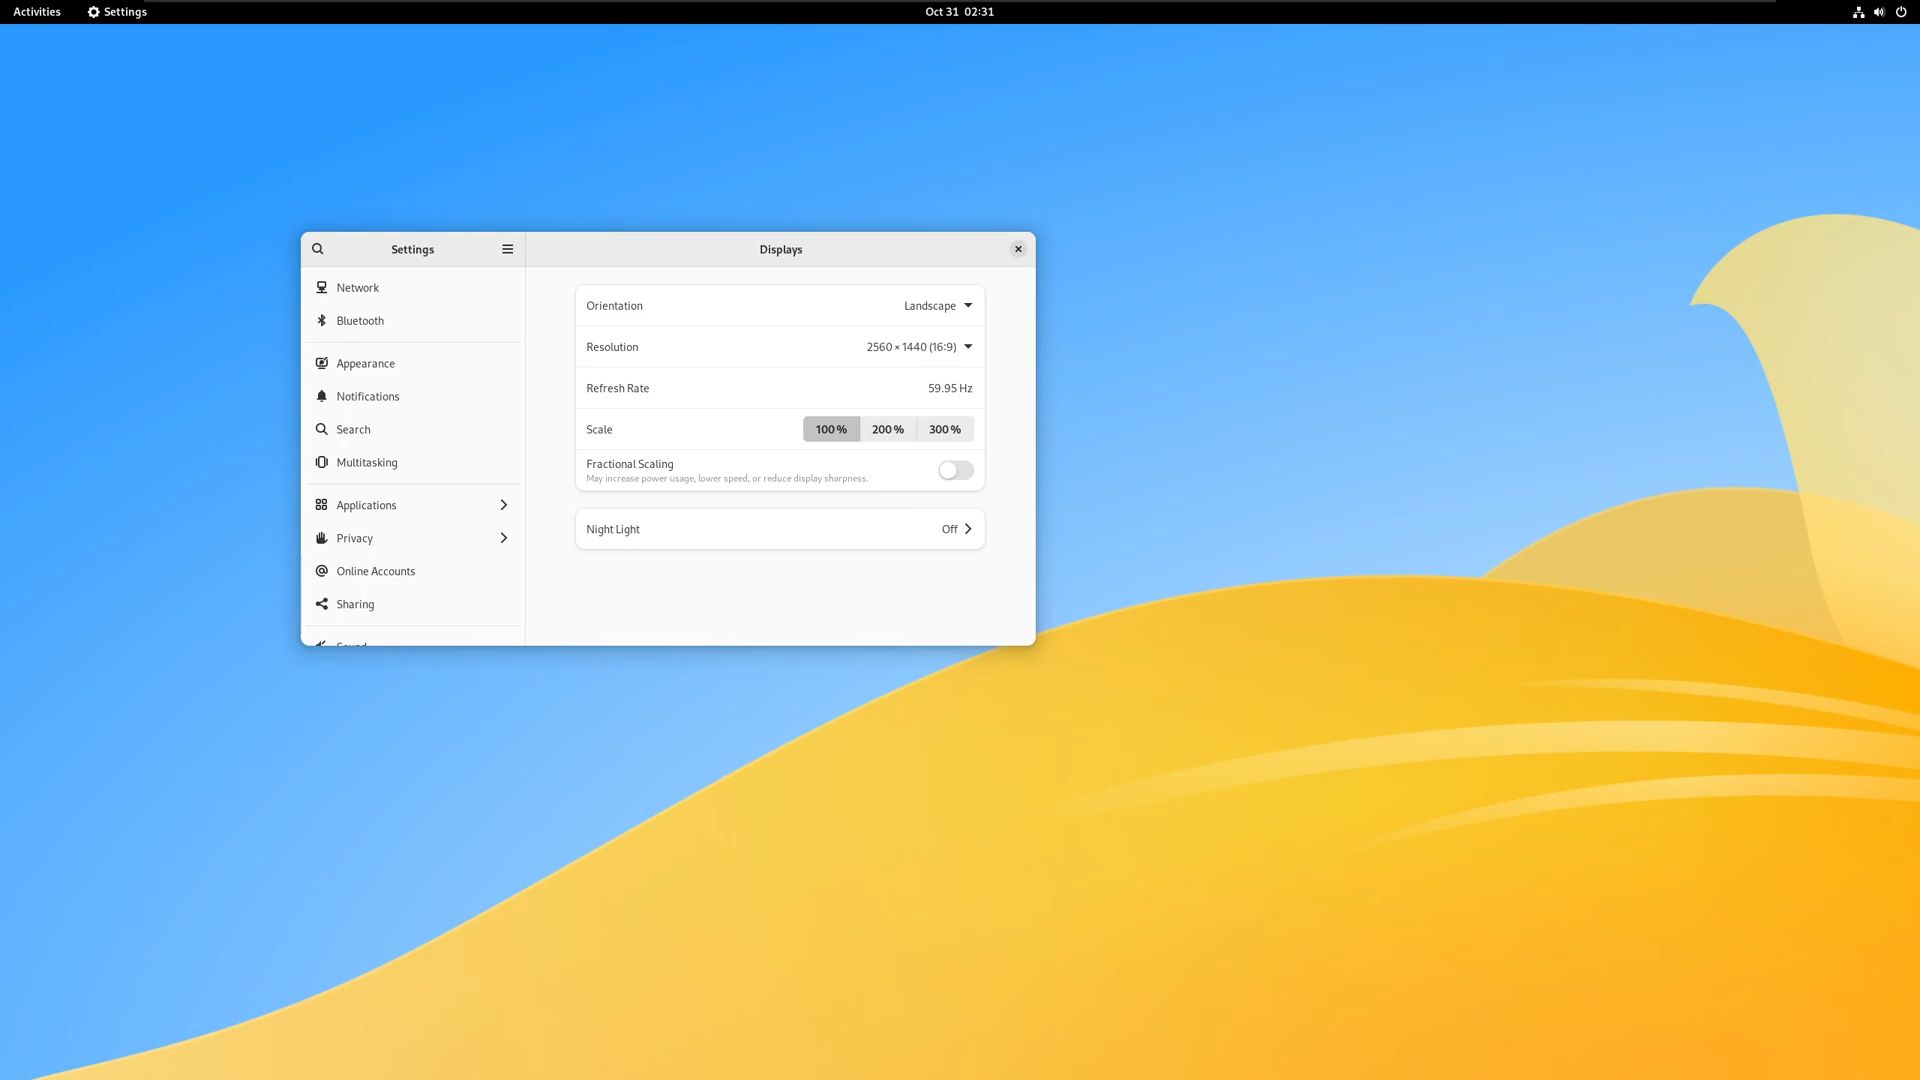 Activities
Settings
Oct 31 02:31
Settings
Displays
Network
Bluetooth
Appearance
Notifications
Search
Multitasking
Applications
Privacy
Online Accounts
Sharing
Sound
Orientation
Landscape
Resolution
2560 × 1440 (16:9)
Refresh Rate
59.95 Hz
Scale
100 %
200 %
300 %
Fractional Scaling
May increase power usage, lower speed, or reduce display sharpness.
Night Light
Off